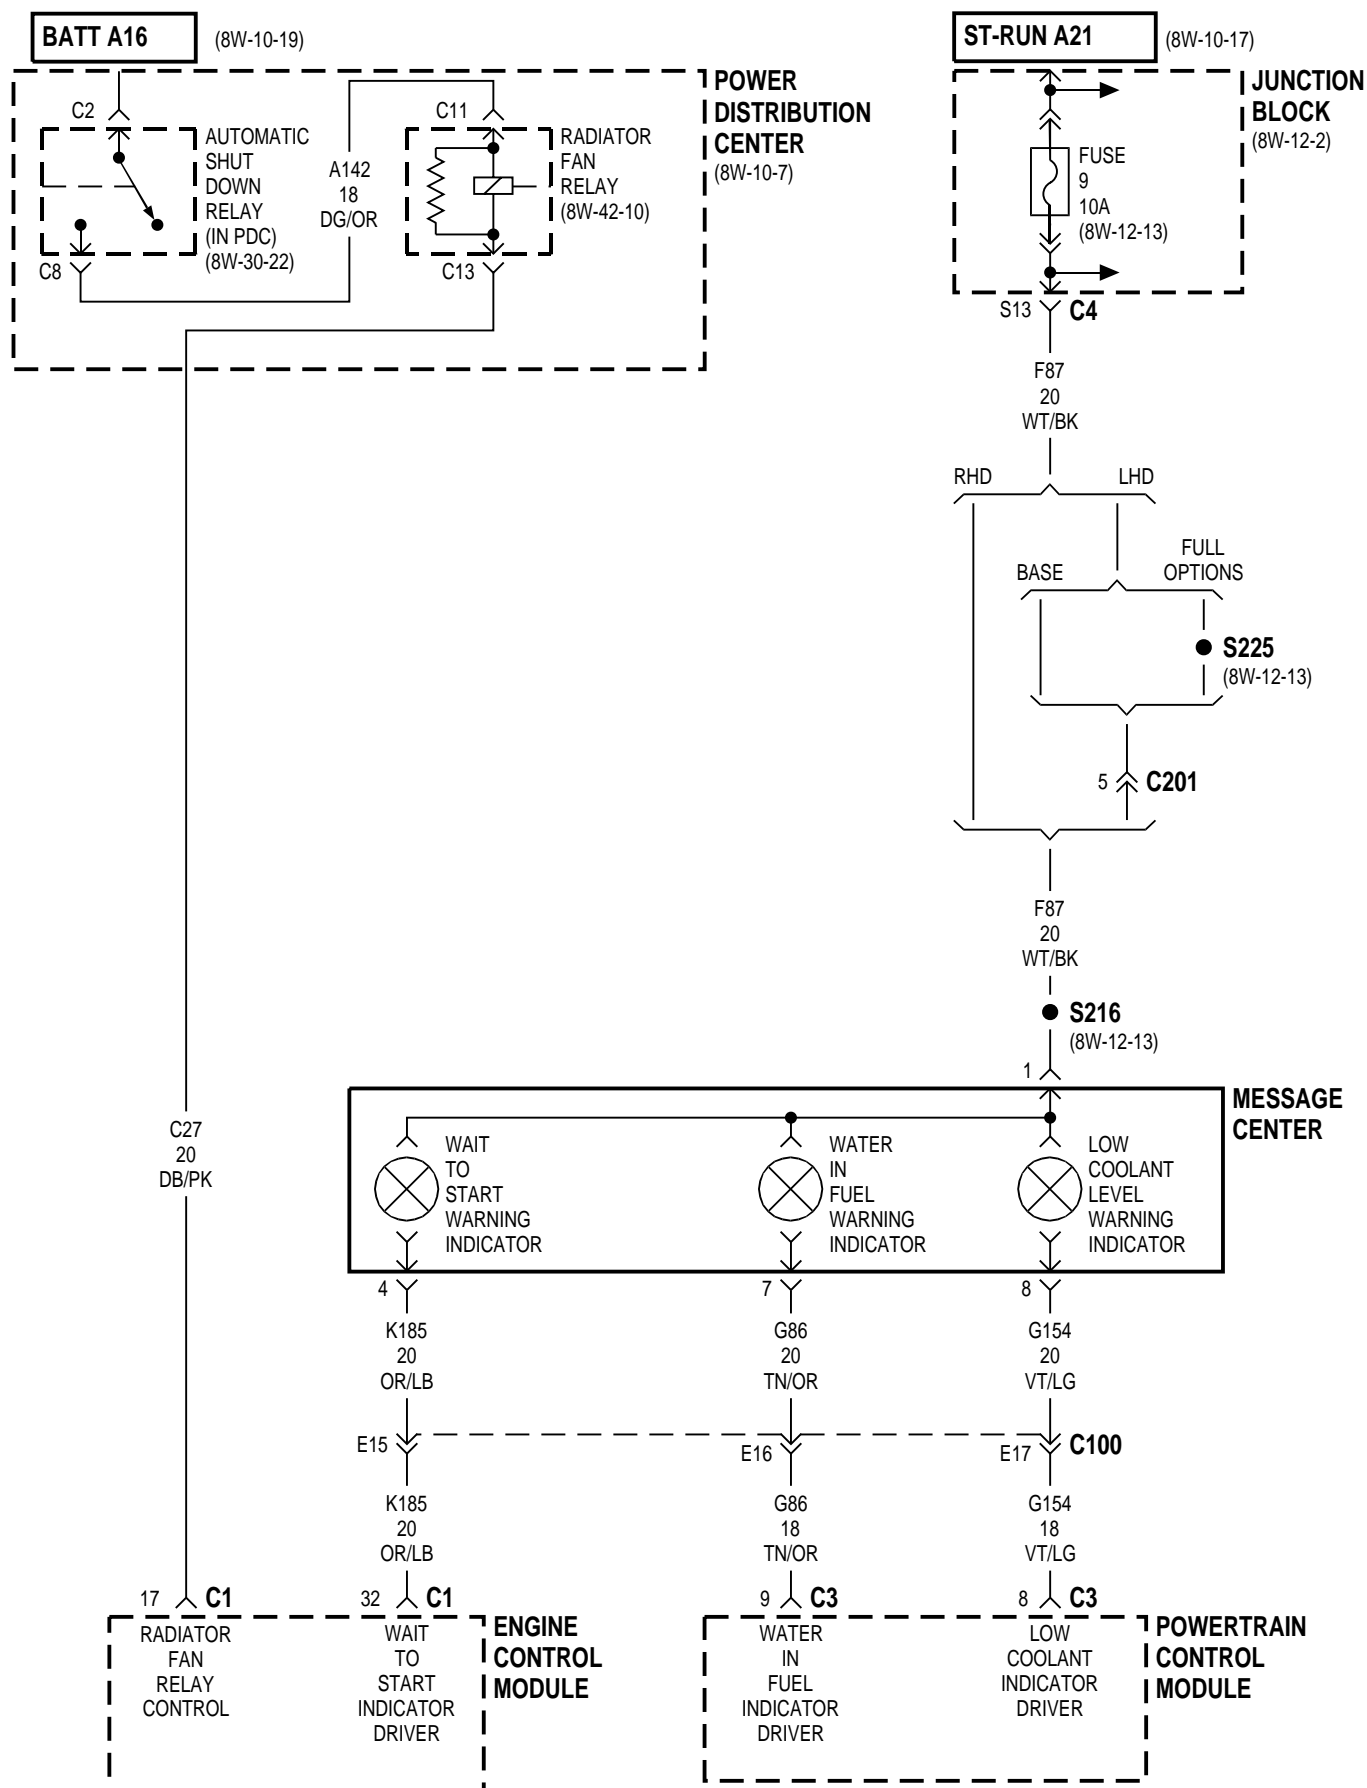 BATT A16
(8W-10-19)
ST-RUN A21
(8W-10-17)
POWER
DISTRIBUTION
CENTER
(8W-10-7)
JUNCTION
BLOCK
(8W-12-2)
C2
AUTOMATIC
SHUT
DOWN
RELAY
(IN PDC)
(8W-30-22)
C8
A142
18
DG/OR
C11
RADIATOR
FAN
RELAY
(8W-42-10)
C13
FUSE
9
10A
(8W-12-13)
S13
C4
F87
20
WT/BK
RHD
LHD
BASE
FULL
OPTIONS
S225
(8W-12-13)
5
C201
F87
20
WT/BK
S216
(8W-12-13)
1
MESSAGE
CENTER
C27
20
DB/PK
WAIT
TO
START
WARNING
INDICATOR
WATER
IN
FUEL
WARNING
INDICATOR
LOW
COOLANT
LEVEL
WARNING
INDICATOR
4
7
8
K185
20
OR/LB
G86
20
TN/OR
G154
20
VT/LG
E15
E16
E17
C100
K185
20
OR/LB
G86
18
TN/OR
G154
18
VT/LG
17
C1
32
C1
9
C3
8
C3
RADIATOR
FAN
RELAY
CONTROL
WAIT
TO
START
INDICATOR
DRIVER
ENGINE
CONTROL
MODULE
WATER
IN
FUEL
INDICATOR
DRIVER
LOW
COOLANT
INDICATOR
DRIVER
POWERTRAIN
CONTROL
MODULE